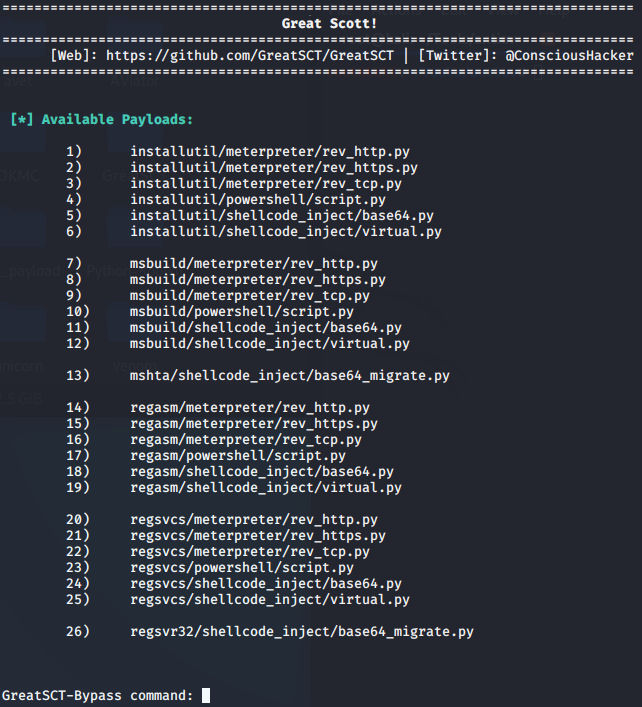 ===============================================================================
Great Scott!
===============================================================================
[Web]: https://github.com/GreatSCT/GreatSCT | [Twitter]: @ConsciousHacker
===============================================================================
[*] Available Payloads:
1) installutil/meterpreter/rev_http.py
2) installutil/meterpreter/rev_https.py
3) installutil/meterpreter/rev_tcp.py
4) installutil/powershell/script.py
5) installutil/shellcode_inject/base64.py
6) installutil/shellcode_inject/virtual.py
7) msbuild/meterpreter/rev_http.py
8) msbuild/meterpreter/rev_https.py
9) msbuild/meterpreter/rev_tcp.py
10) msbuild/powershell/script.py
11) msbuild/shellcode_inject/base64.py
12) msbuild/shellcode_inject/virtual.py
13) mshta/shellcode_inject/base64_migrate.py
14) regasm/meterpreter/rev_http.py
15) regasm/meterpreter/rev_https.py
16) regasm/meterpreter/rev_tcp.py
17) regasm/powershell/script.py
18) regasm/shellcode_inject/base64.py
19) regasm/shellcode_inject/virtual.py
20) regsvcs/meterpreter/rev_http.py
21) regsvcs/meterpreter/rev_https.py
22) regsvcs/meterpreter/rev_tcp.py
23) regsvcs/powershell/script.py
24) regsvcs/shellcode_inject/base64.py
25) regsvcs/shellcode_inject/virtual.py
26) regsvr32/shellcode_inject/base64_migrate.py
GreatSCT-Bypass command: